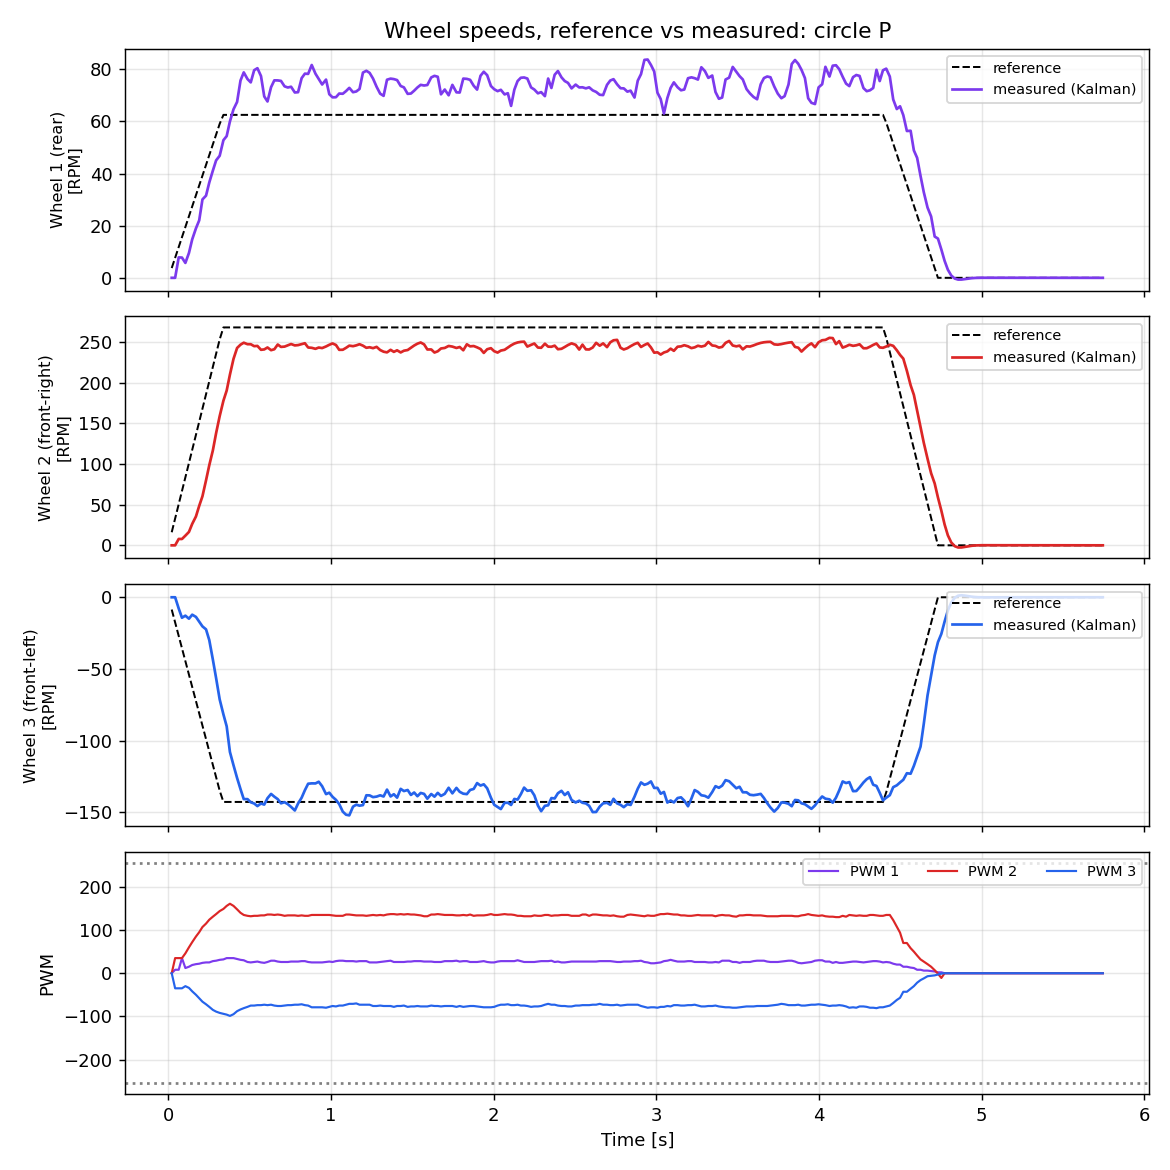 Wheel speeds, reference vs measured: circle P
Wheel 1 (rear)
[RPM]
80
60
40
20
0
reference
measured (Kalman)
Wheel 2 (front-right)
[RPM]
250
200
150
100
50
0
reference
measured (Kalman)
Wheel 3 (front-left)
[RPM]
0
−50
−100
−150
reference
measured (Kalman)
PWM
200
100
0
−100
−200
PWM 1 PWM 2 PWM 3
0 1 2 3 4 5 6
Time [s]